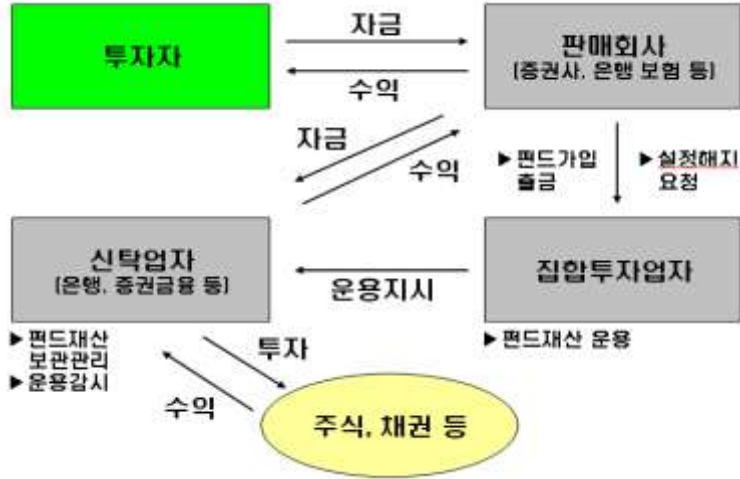 투자자
자금
수익
판매회사
(증권사, 은행 보험 등)
자금
수익
▶ 펀드가입
출금
▶ 설정해지
요청
신탁업자
(은행, 증권금융 등)
운용지시
집합투자업자
▶ 펀드재산
보관관리
▶ 운용감시
▶ 펀드재산 운용
투자
수익
주식, 채권 등